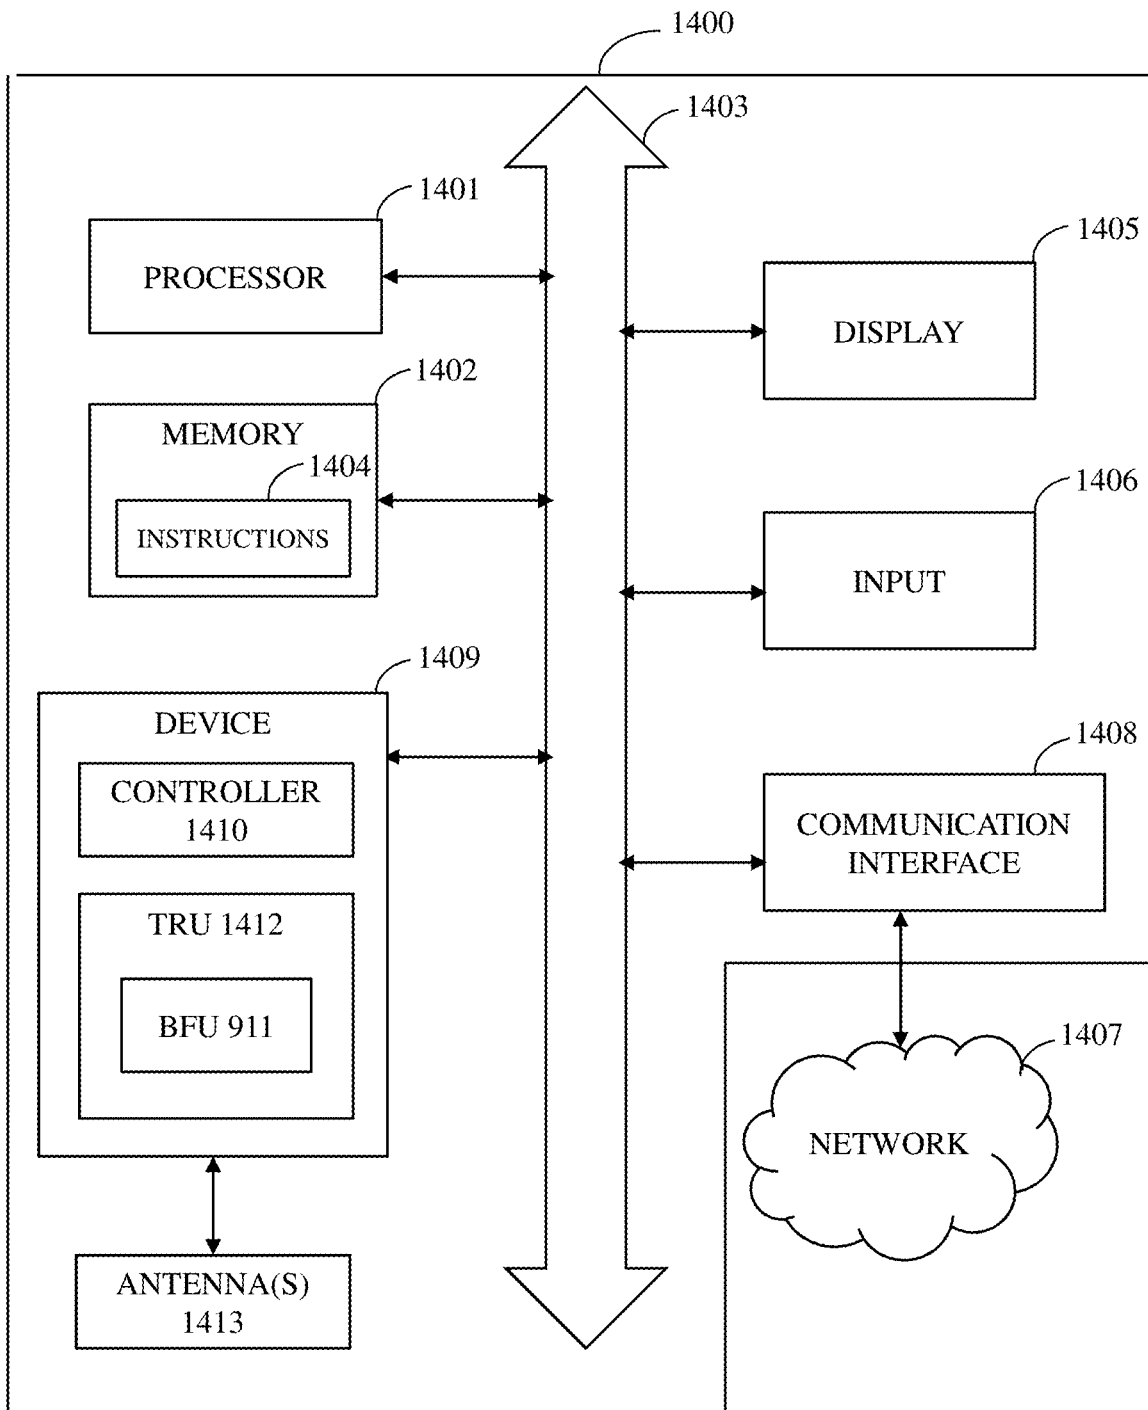 1400
1403
1401
PROCESSOR
1402
MEMORY
1404
INSTRUCTIONS
1409
DEVICE
CONTROLLER
1410
TRU 1412
BFU 911
ANTENNA(S)
1413
1405
DISPLAY
1406
INPUT
1408
COMMUNICATION
INTERFACE
1407
NETWORK